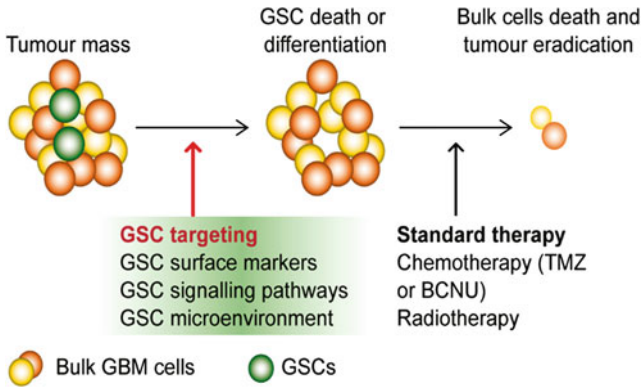 Tumour mass
GSC death or
differentiation
Bulk cells death and
tumour eradication
GSC targeting
GSC surface markers
GSC signalling pathways
GSC microenvironment
Standard therapy
Chemotherapy (TMZ
or BCNU)
Radiotherapy
Bulk GBM cells
GSCs